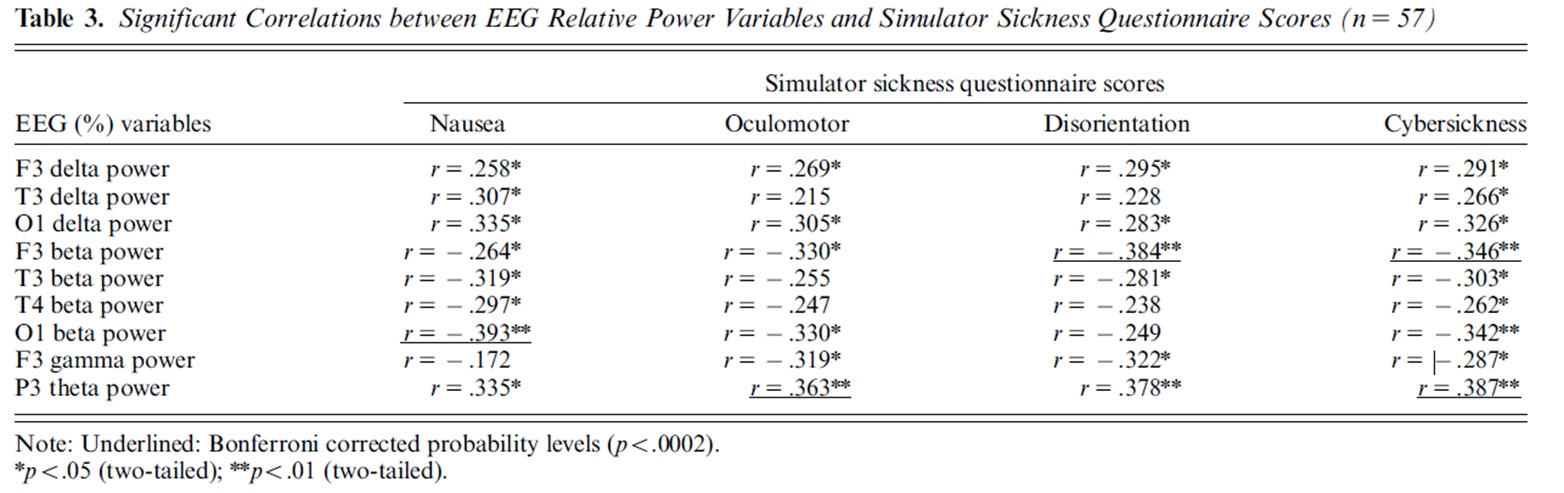 Table 3. Significant Correlations between EEG Relative Power Variables and Simulator Sickness Questionnaire Scores (n = 57)
Simulator sickness questionnaire scores
EEG (%) variables Nausea Oculomotor Disorientation Cybersickness
F3 delta power r = .258* r = .269* r = .295* r = .291*
T3 delta power r = .307* r = .215 r = .228 r = .266*
O1 delta power r = .335* r = .305* r = .283* r = .326*
F3 beta power r = − .264* r = − .330* r = − .384** r = − .346**
T3 beta power r = − .319* r = − .255 r = − .281* r = − .303*
T4 beta power r = − .297* r = − .247 r = − .238 r = − .262*
O1 beta power r = − .393** r = − .330* r = − .249 r = − .342**
F3 gamma power r = − .172 r = − .319* r = − .322* r = − .287*
P3 theta power r = .335* r = .363** r = .378** r = .387**
Note: Underlined: Bonferroni corrected probability levels (p < .0002).
*p < .05 (two-tailed); **p < .01 (two-tailed).